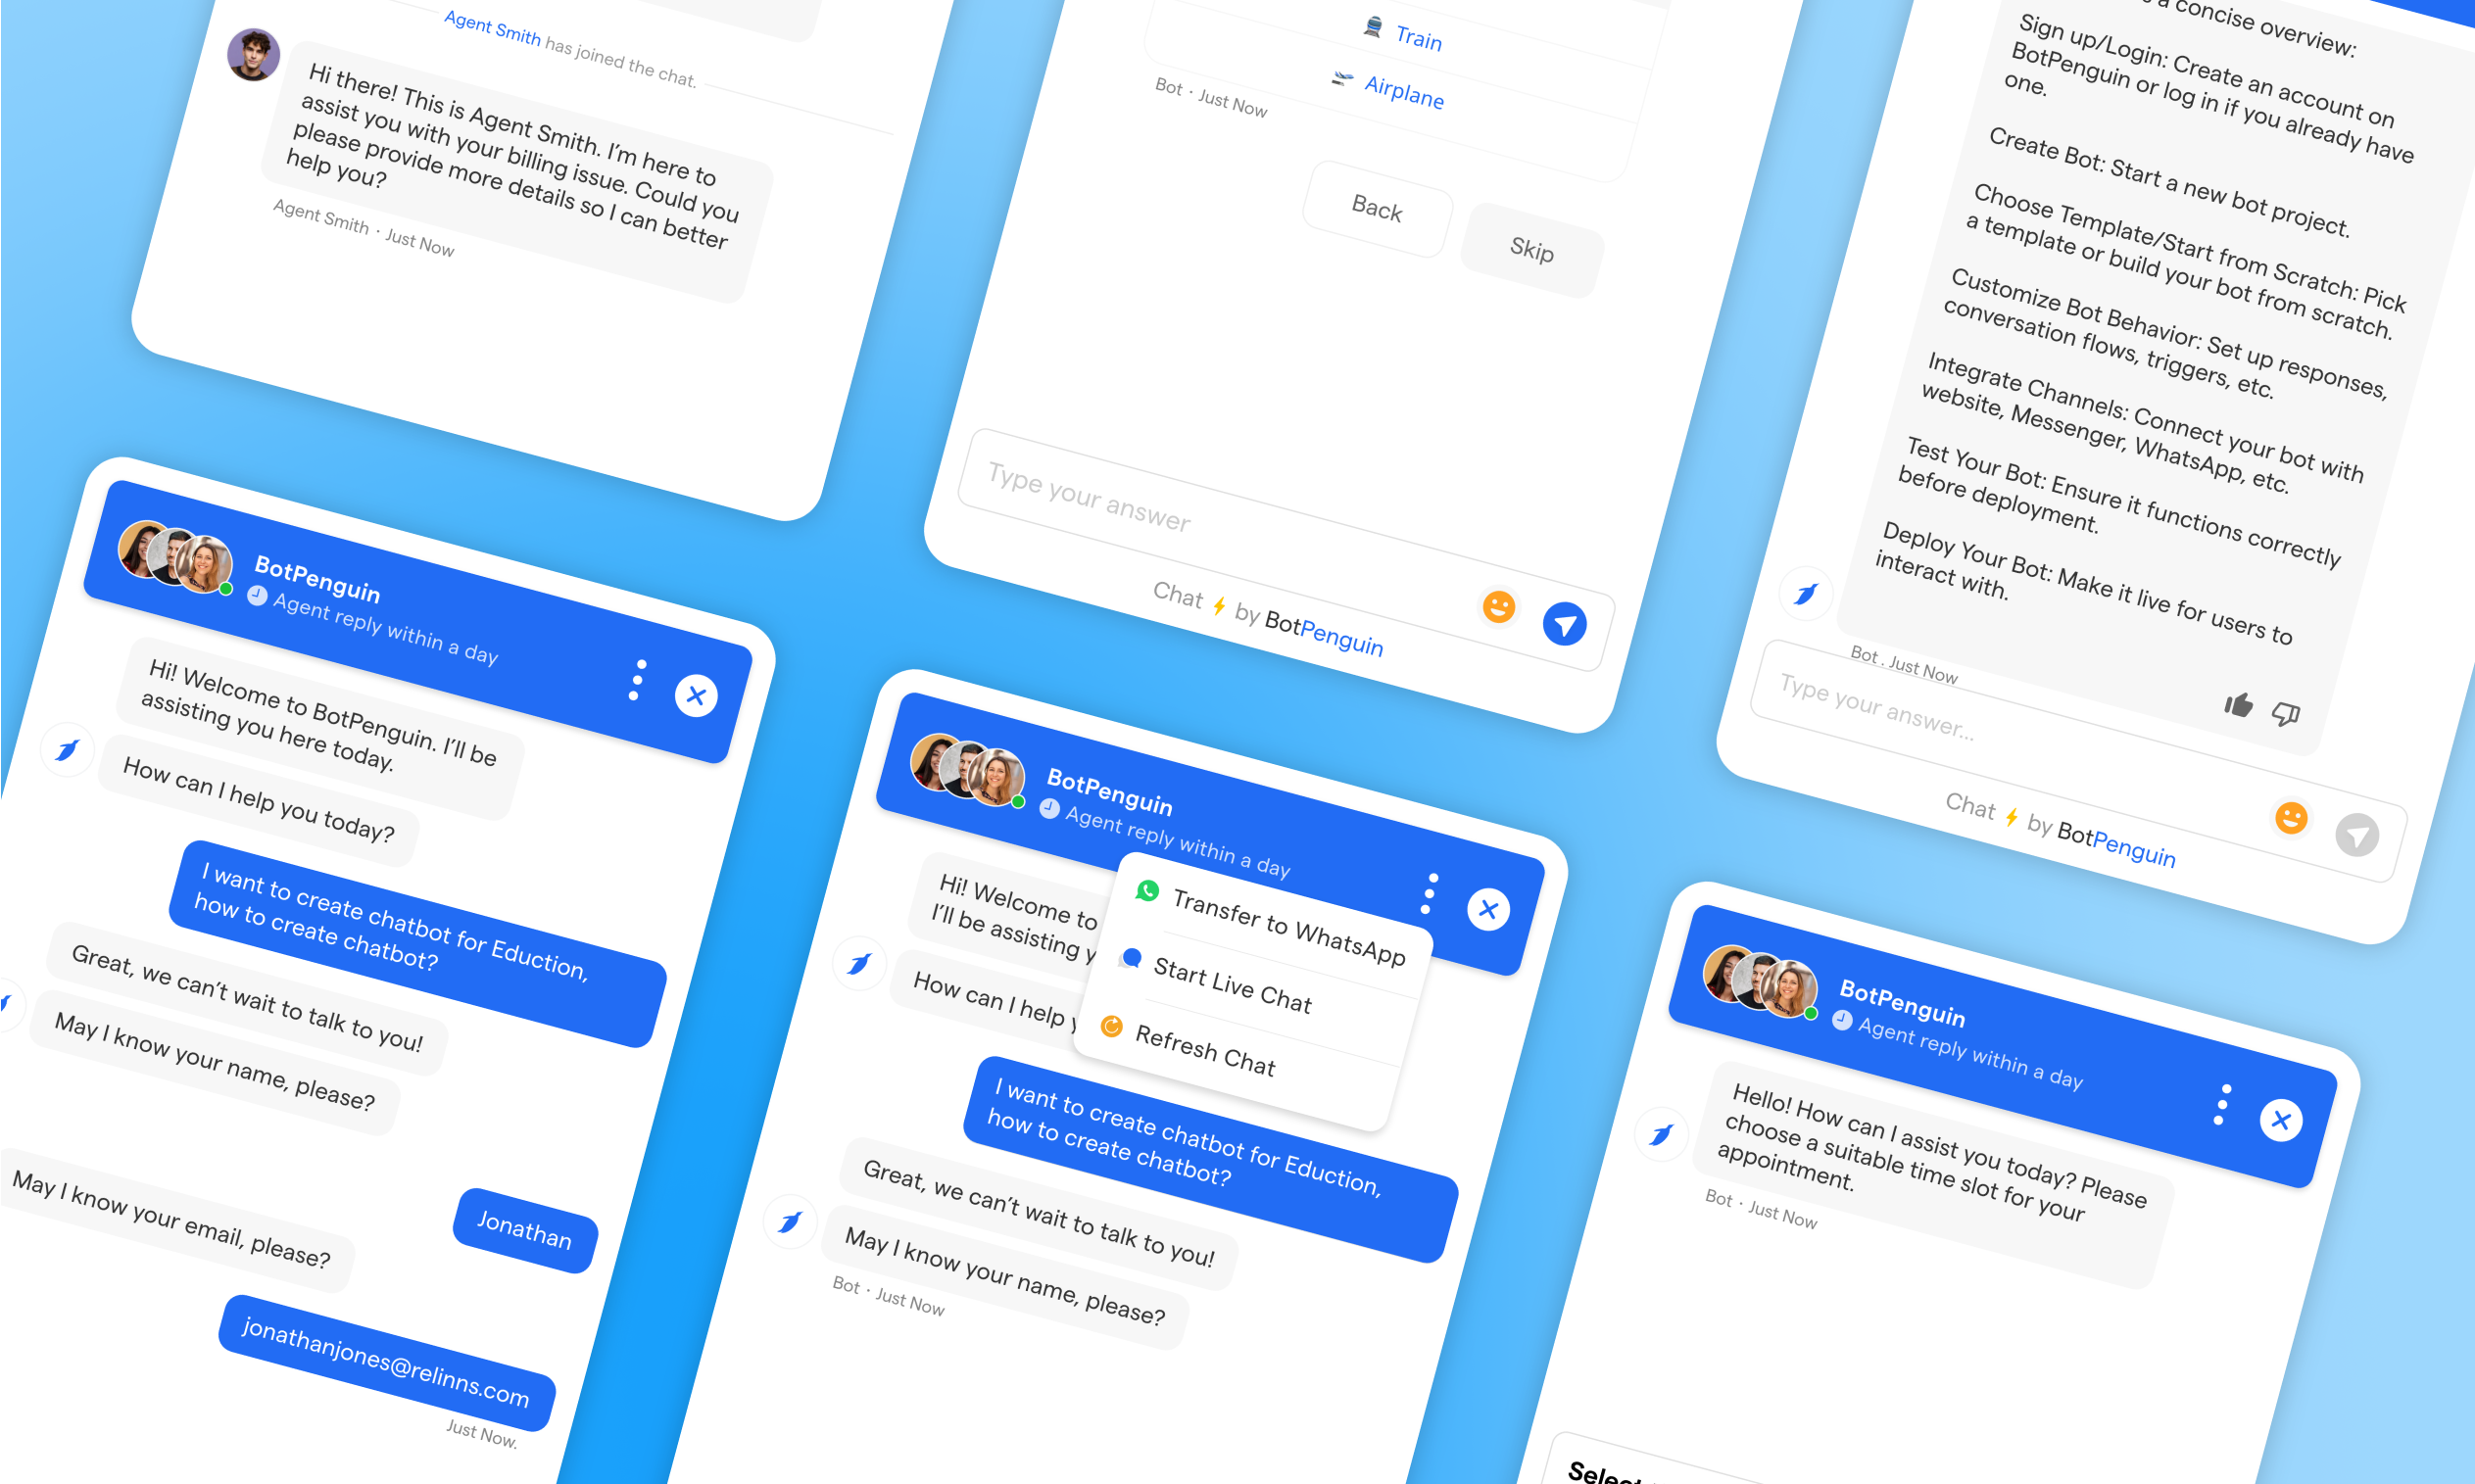 Agent Smith has joined the chat.
Hi there! This is Agent Smith. I'm here to
assist you with your billing issue. Could you
please provide more details so I can better
help you?
Agent Smith · Just Now
Train
Airplane
Bot · Just Now
Back
Skip
Type your answer
Chat ⚡ by BotPenguin
a concise overview:
Sign up/Login: Create an account on
BotPenguin or log in if you already have
one.
Create Bot: Start a new bot project.
Choose Template/Start from Scratch: Pick
a template or build your bot from scratch.
Customize Bot Behavior: Set up responses,
conversation flows, triggers, etc.
Integrate Channels: Connect your bot with
website, Messenger, WhatsApp, etc.
Test Your Bot: Ensure it functions correctly
before deployment.
Deploy Your Bot: Make it live for users to
interact with.
Bot . Just Now
Type your answer...
Chat ⚡ by BotPenguin
BotPenguin
Agent reply within a day
Hi! Welcome to BotPenguin. I'll be
assisting you here today.
How can I help you today?
I want to create chatbot for Eduction,
how to create chatbot?
Great, we can't wait to talk to you!
May I know your name, please?
Jonathan
May I know your email, please?
jonathanjones@relinns.com
Just Now.
BotPenguin
Agent reply within a day
Transfer to WhatsApp
Start Live Chat
Refresh Chat
Hi! Welcome to
I'll be assisting y
How can I help y
I want to create chatbot for Eduction,
how to create chatbot?
Great, we can't wait to talk to you!
May I know your name, please?
Bot · Just Now
BotPenguin
Agent reply within a day
Hello! How can I assist you today? Please
choose a suitable time slot for your
appointment.
Bot · Just Now
Select